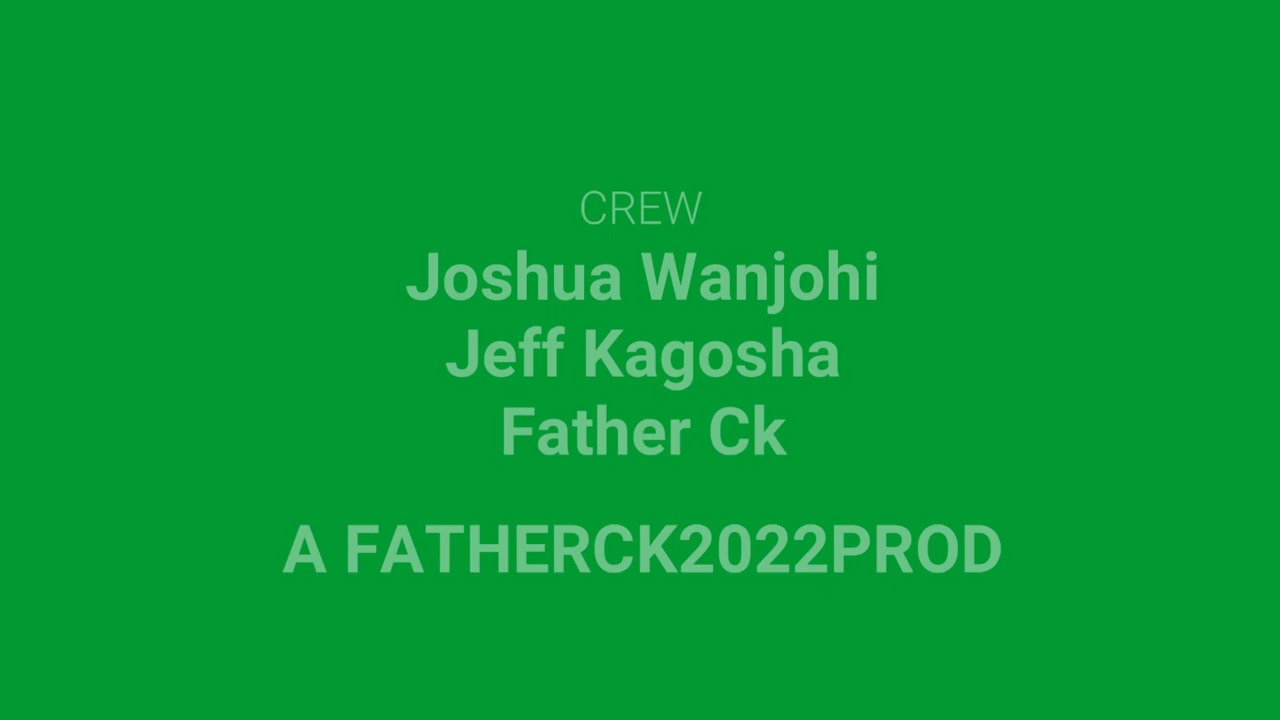 CREW
Joshua Wanjohi
Jeff Kagosha
Father Ck
A FATHERCK2022PROD